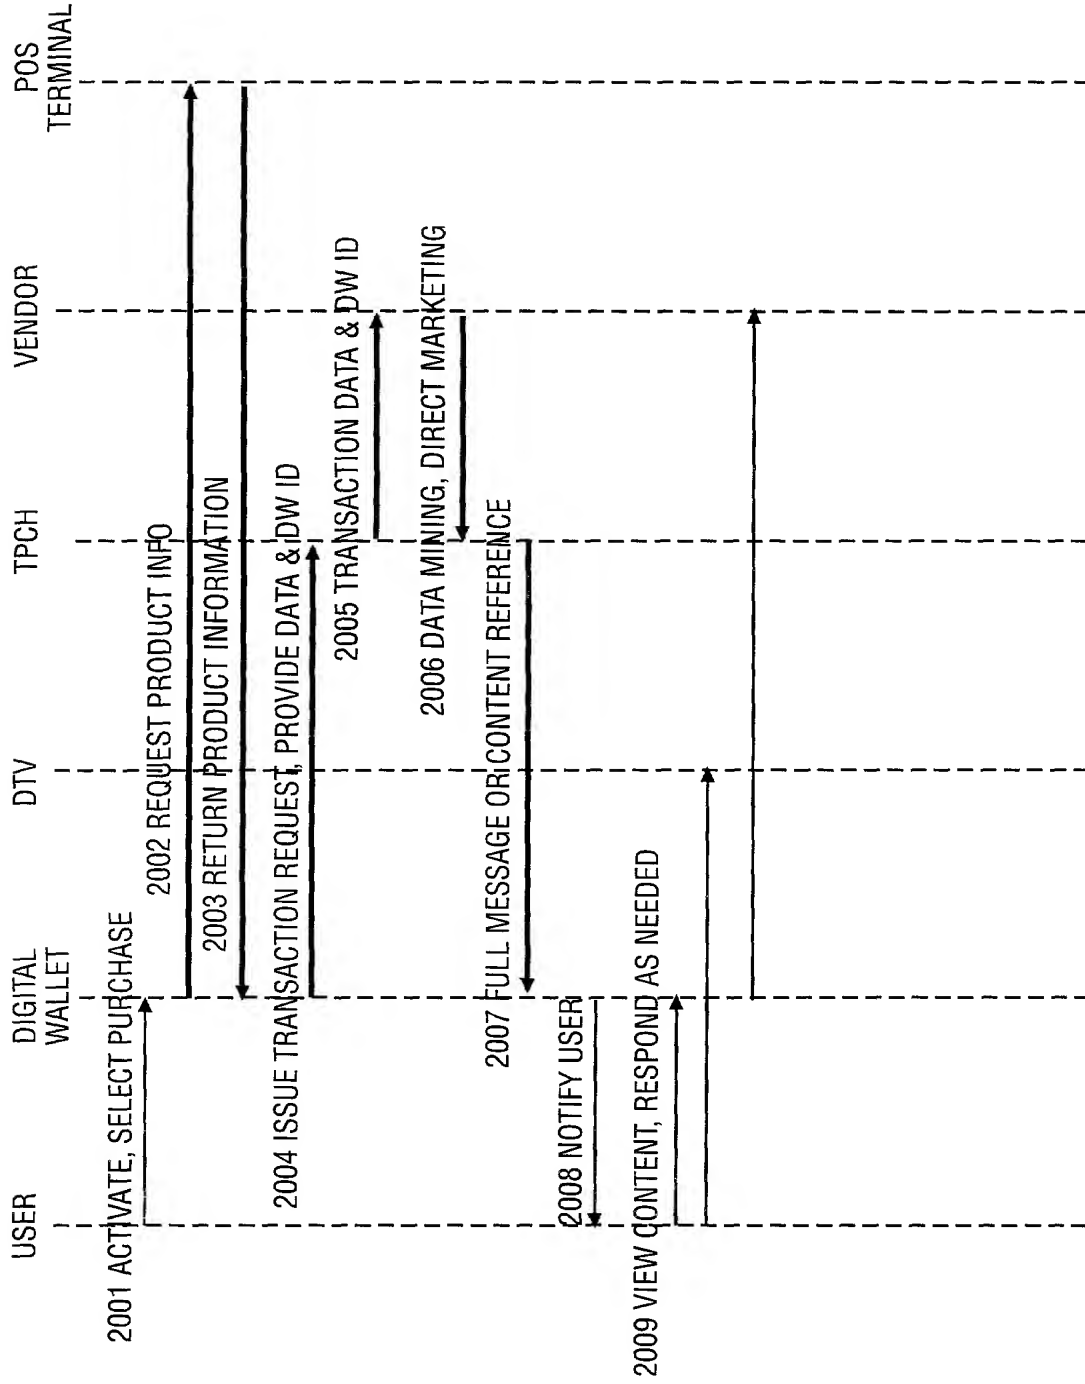 USER
DIGITAL
WALLET
DTV
TPCH
VENDOR
POS
TERMINAL
2001 ACTIVATE, SELECT PURCHASE
2002 REQUEST PRODUCT INFO
2003 RETURN PRODUCT INFORMATION
2004 ISSUE TRANSACTION REQUEST, PROVIDE DATA & DW ID
2005 TRANSACTION DATA & DW ID
2006 DATA MINING, DIRECT MARKETING
2007 FULL MESSAGE OR CONTENT REFERENCE
2008 NOTIFY USER
2009 VIEW CONTENT, RESPOND AS NEEDED